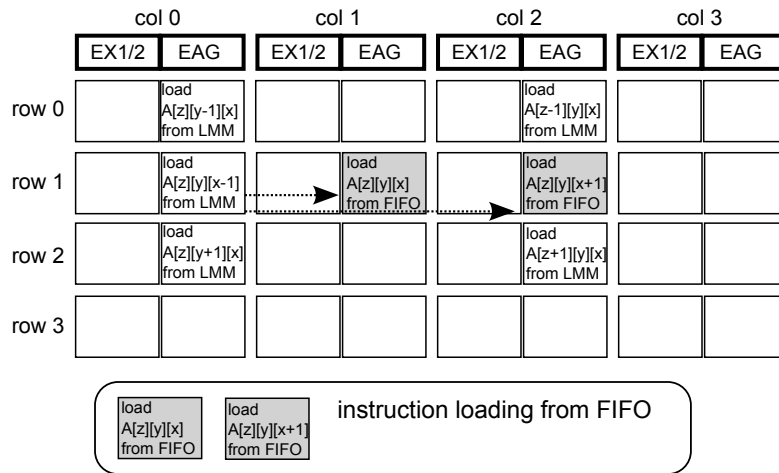 col 0 col 1 col 2 col 3
EX1/2 EAG EX1/2 EAG EX1/2 EAG EX1/2 EAG
row 0
load
A[z][y-1][x]
from LMM
load
A[z-1][y][x]
from LMM
row 1
load
A[z][y][x-1]
from LMM
load
A[z][y][x]
from FIFO
load
A[z][y][x+1]
from FIFO
row 2
load
A[z][y+1][x]
from LMM
load
A[z+1][y][x]
from LMM
row 3
load
A[z][y][x]
from FIFO
load
A[z][y][x+1]
from FIFO
instruction loading from FIFO